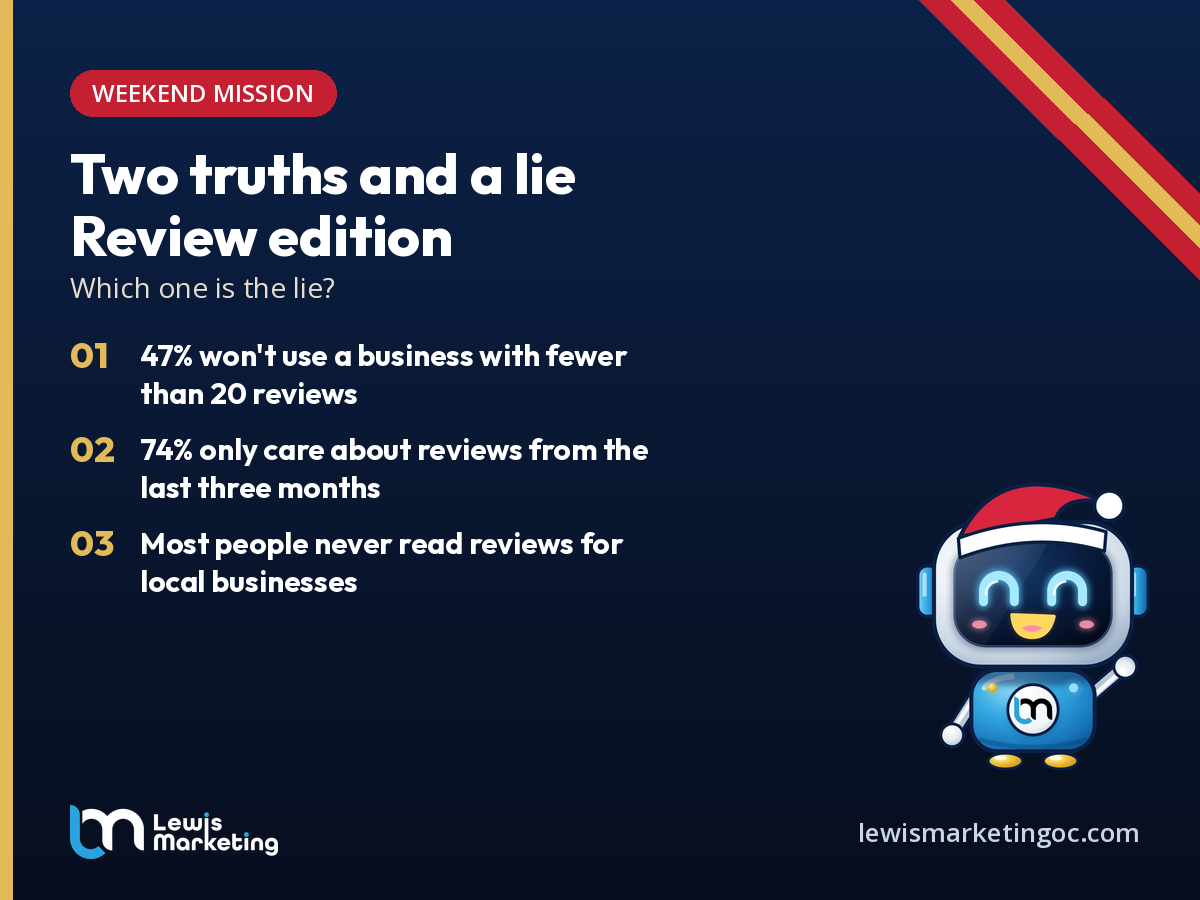 WEEKEND MISSION
Two truths and a lie
Review edition
Which one is the lie?
01 47% won't use a business with fewer
than 20 reviews
02 74% only care about reviews from the
last three months
03 Most people never read reviews for
local businesses
bm
lm Lewis
Marketing
lewismarketingoc.com